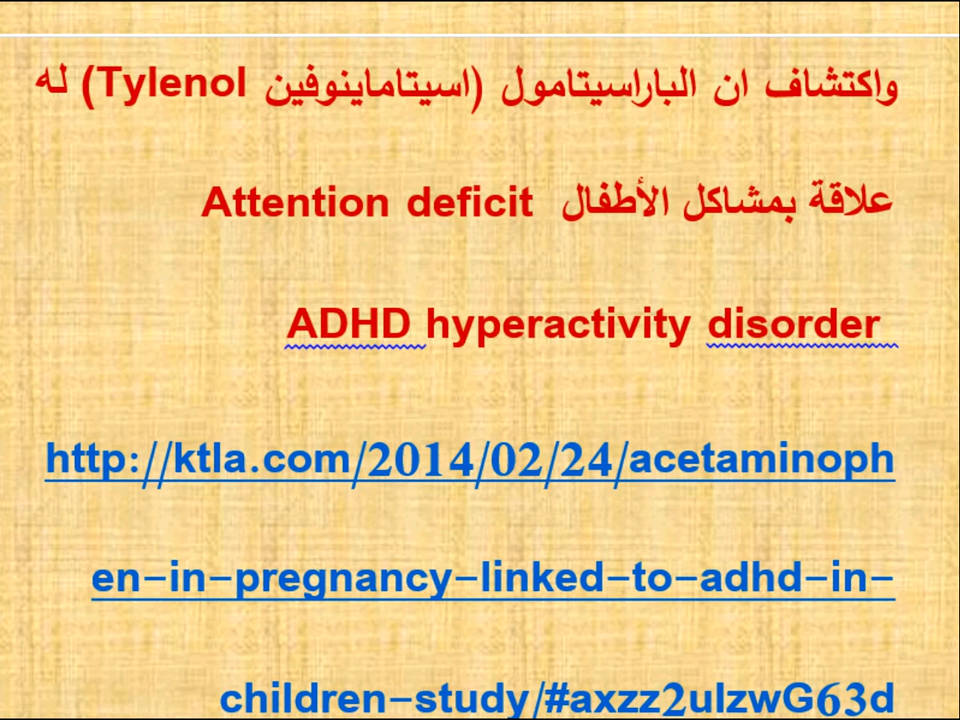 واكتشاف ان الباراسيتامول (اسيتاماينوفين Tylenol) له
علاقة بمشاكل الأطفال Attention deficit
ADHD hyperactivity disorder
http://ktla.com/2014/02/24/acetaminoph
en-in-pregnancy-linked-to-adhd-in-
children-study/#axzz2ulzwG63d